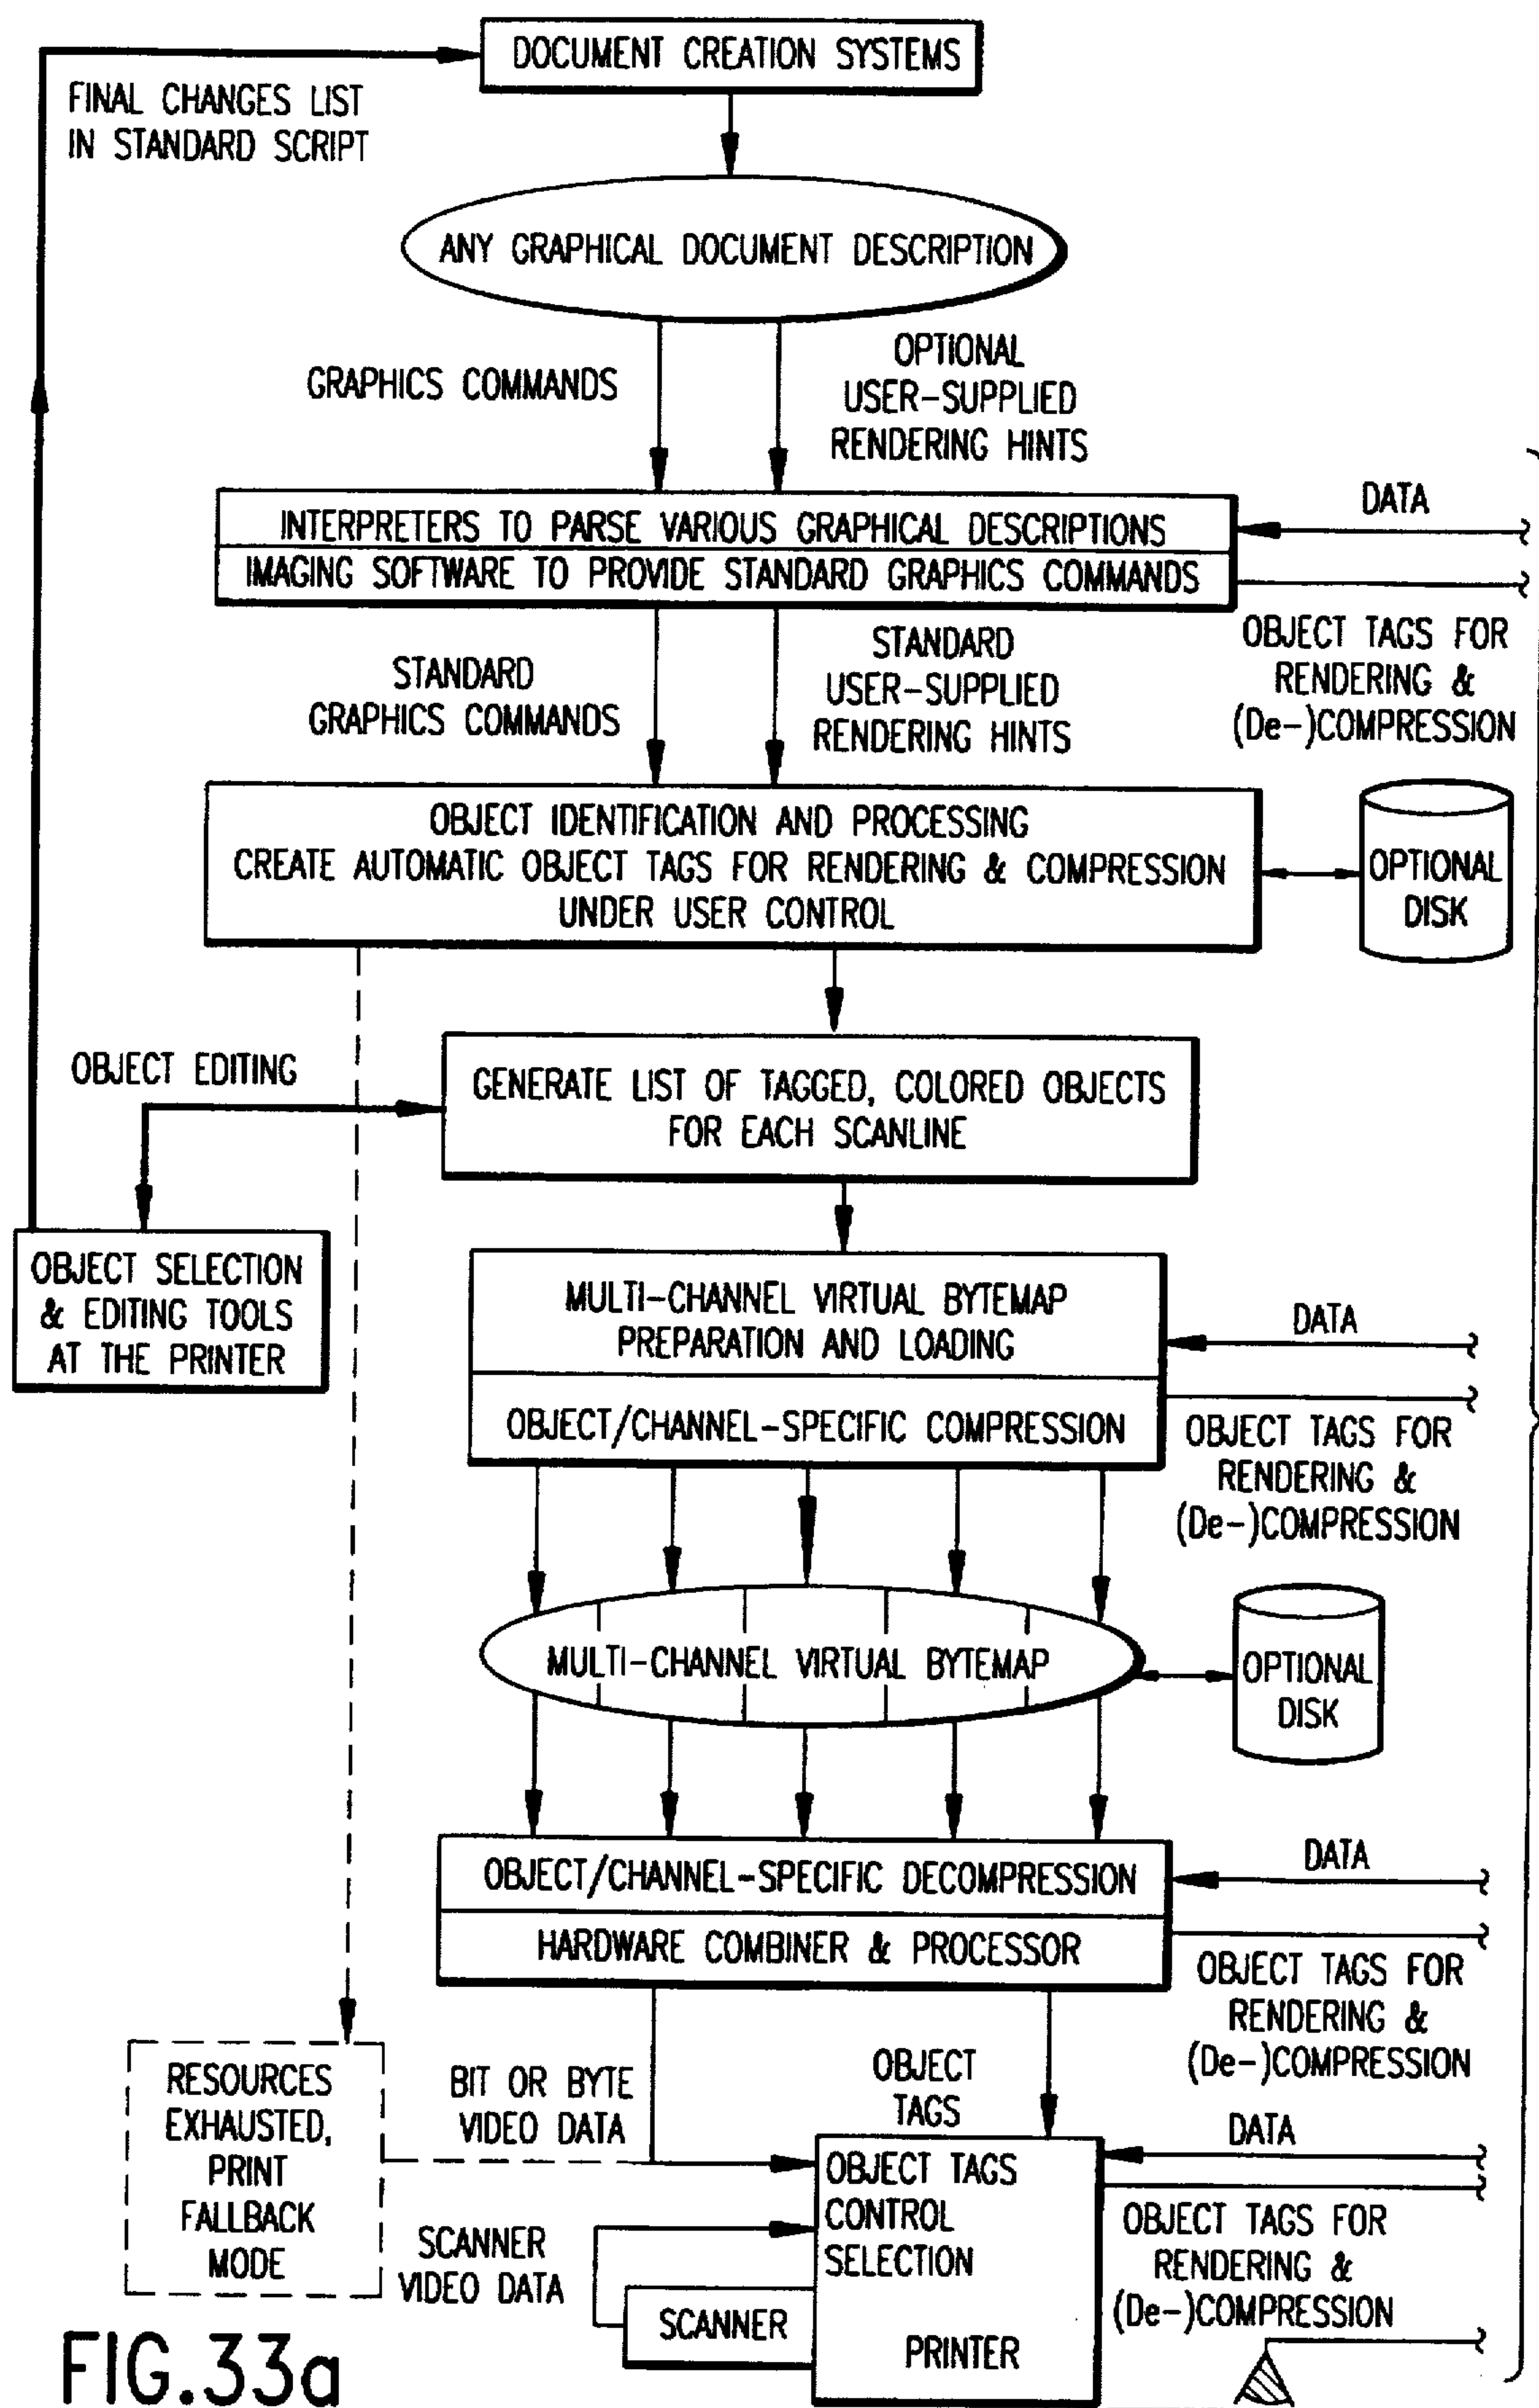 DOCUMENT CREATION SYSTEMS
FINAL CHANGES LIST
IN STANDARD SCRIPT
ANY GRAPHICAL DOCUMENT DESCRIPTION
GRAPHICS COMMANDS
OPTIONAL
USER-SUPPLIED
RENDERING HINTS
INTERPRETERS TO PARSE VARIOUS GRAPHICAL DESCRIPTIONS
IMAGING SOFTWARE TO PROVIDE STANDARD GRAPHICS COMMANDS
DATA
OBJECT TAGS FOR
RENDERING &
(De-)COMPRESSION
STANDARD
GRAPHICS COMMANDS
STANDARD
USER-SUPPLIED
RENDERING HINTS
OBJECT IDENTIFICATION AND PROCESSING
CREATE AUTOMATIC OBJECT TAGS FOR RENDERING & COMPRESSION
UNDER USER CONTROL
OPTIONAL
DISK
OBJECT EDITING
GENERATE LIST OF TAGGED, COLORED OBJECTS
FOR EACH SCANLINE
OBJECT SELECTION
& EDITING TOOLS
AT THE PRINTER
MULTI-CHANNEL VIRTUAL BYTEMAP
PREPARATION AND LOADING
OBJECT/CHANNEL-SPECIFIC COMPRESSION
DATA
OBJECT TAGS FOR
RENDERING &
(De-)COMPRESSION
MULTI-CHANNEL VIRTUAL BYTEMAP
OPTIONAL
DISK
OBJECT/CHANNEL-SPECIFIC DECOMPRESSION
HARDWARE COMBINER & PROCESSOR
DATA
OBJECT TAGS FOR
RENDERING &
(De-)COMPRESSION
RESOURCES
EXHAUSTED,
PRINT
FALLBACK
MODE
BIT OR BYTE
VIDEO DATA
OBJECT
TAGS
SCANNER
VIDEO DATA
OBJECT TAGS
CONTROL
SELECTION
SCANNER
PRINTER
DATA
OBJECT TAGS FOR
RENDERING &
(De-)COMPRESSION
FIG.33a